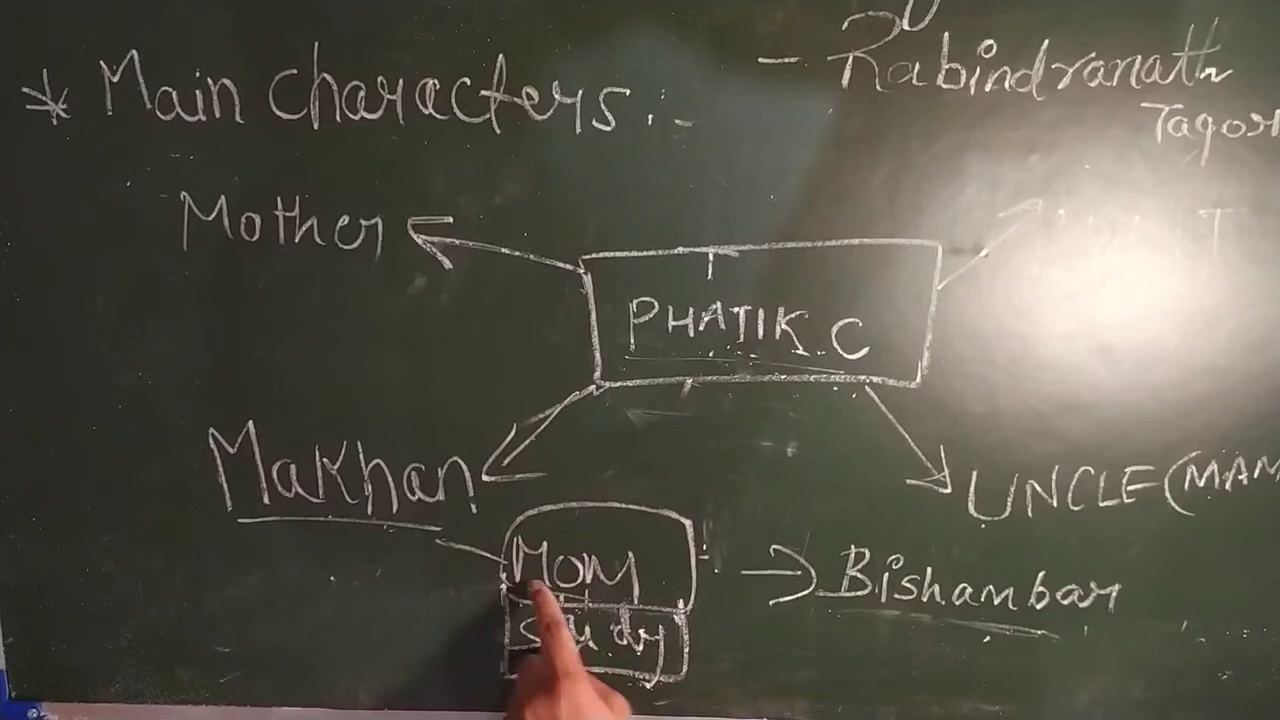 * Main characters :-
- Rabindranath
Tagor
Mother
PHATIK.C
Makhan
UNCLE (MAM
Mom
Study
→ Bishambar